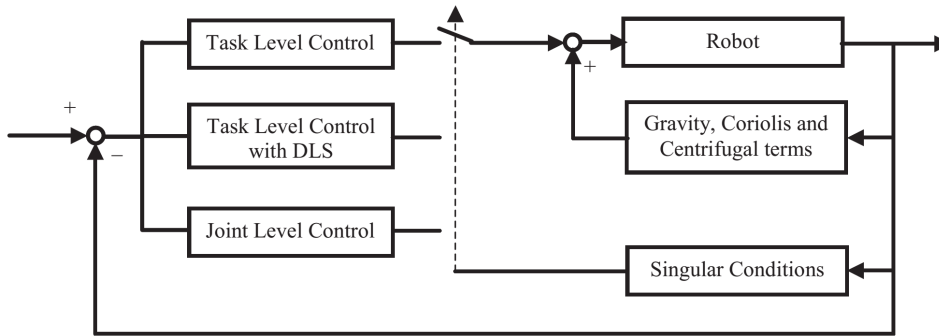 Task Level Control
Robot
+
+
Task Level Control
with DLS
Gravity, Coriolis and
Centrifugal terms
−
Joint Level Control
Singular Conditions